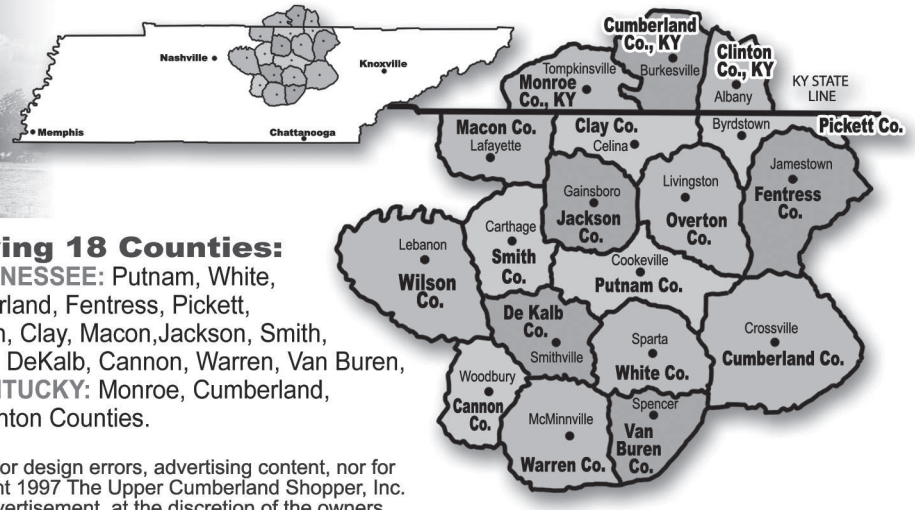 Nashville
Knoxville
Memphis
Chattanooga
Cumberland
Co., KY
Burkesville
Clinton
Co., KY
Albany
Tompkinsville
Monroe
Co., KY
KY STATE
LINE
Macon Co.
Lafayette
Clay Co.
Celina
Byrdstown
Pickett Co.
Jamestown
Fentress
Co.
Gainsboro
Jackson
Co.
Livingston
Overton
Co.
Lebanon
Wilson
Co.
Carthage
Smith
Co.
Cookeville
Putnam Co.
De Kalb
Co.
Smithville
Sparta
White Co.
Crossville
Cumberland Co.
Woodbury
Cannon
Co.
McMinnville
Warren Co.
Spencer
Van
Buren
Co.
ing 18 Counties:
NESSEE: Putnam, White,
rland, Fentress, Pickett,
n, Clay, Macon,Jackson, Smith,
DeKalb, Cannon, Warren, Van Buren,
TUCKY: Monroe, Cumberland,
nton Counties.
or design errors, advertising content, nor for
nt 1997 The Upper Cumberland Shopper, Inc.
vertisement, at the discretion of the owners